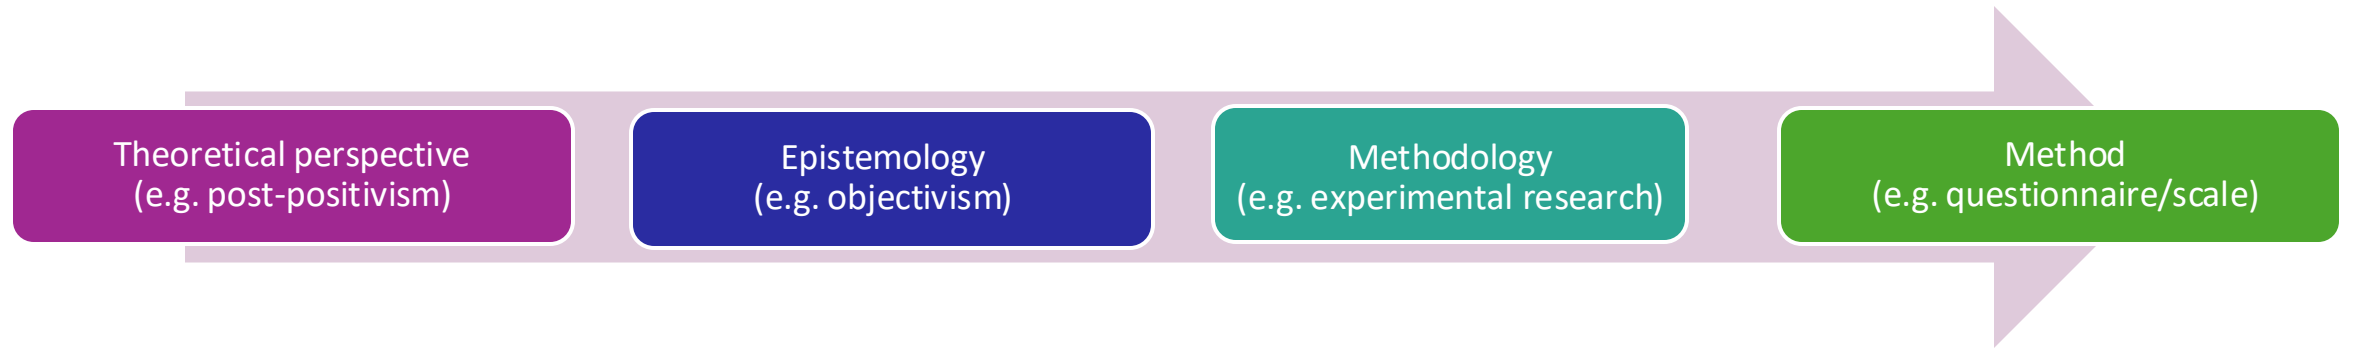 Theoretical perspective
(e.g. post-positivism)
Epistemology
(e.g. objectivism)
Methodology
(e.g. experimental research)
Method
(e.g. questionnaire/scale)